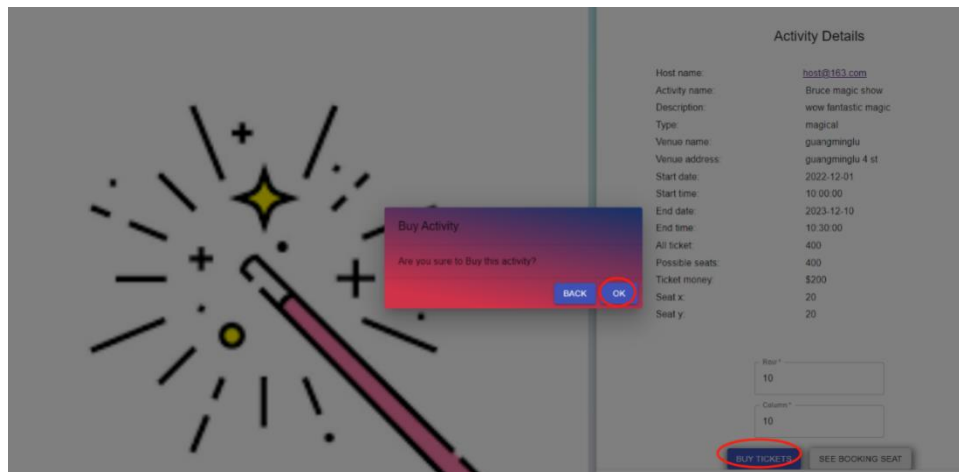 Activity Details
Host name: host@163.com
Activity name: Bruce magic show
Description: wow fantastic magic
Type: magical
Venue name: guangminglu
Venue address: guangminglu 4 st
Start date: 2022-12-01
Start time: 10:00:00
End date: 2023-12-10
End time: 10:30:00
All ticket: 400
Possible seats: 400
Ticket money: $200
Seat x: 20
Seat y: 20
Buy Activity
Are you sure to Buy this activity?
BACK OK
Row*
10
Column*
10
BUY TICKETS SEE BOOKING SEAT